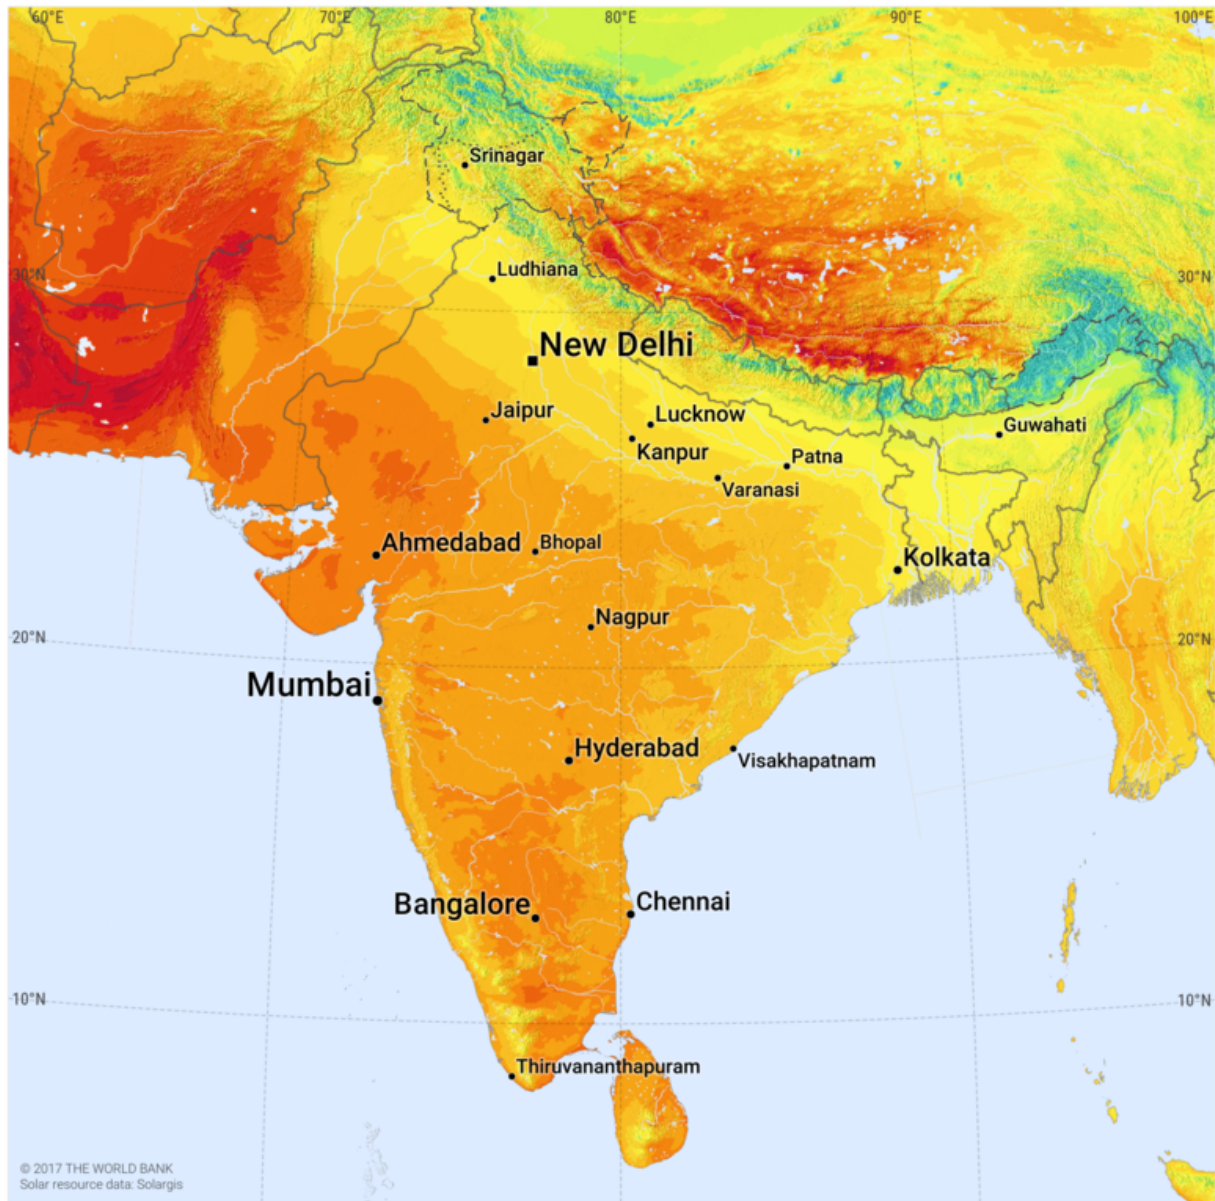 60°E 70°E 80°E 90°E 100°E
Srinagar
Ludhiana
30°N 30°N
New Delhi
Jaipur
Lucknow
Guwahati
Kanpur
Patna
Varanasi
Ahmedabad
Bhopal
Kolkata
Nagpur
20°N 20°N
Mumbai
Hyderabad
Visakhapatnam
Bangalore
Chennai
10°N 10°N
Thiruvananthapuram
© 2017 THE WORLD BANK
Solar resource data: Solargis